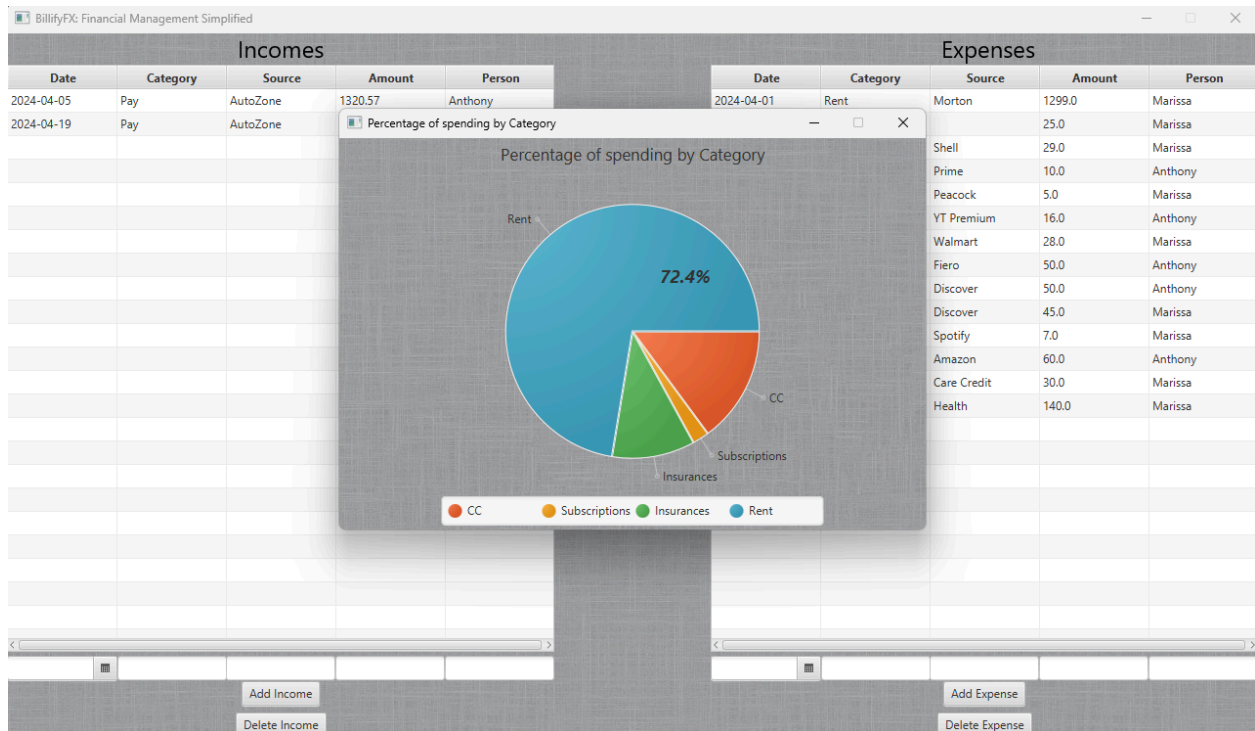 BillifyFX: Financial Management Simplified
Incomes
Date Category Source Amount Person
2024-04-05 Pay AutoZone 1320.57 Anthony
2024-04-19 Pay AutoZone
Expenses
Date Category Source Amount Person
2024-04-01 Rent Morton 1299.0 Marissa
25.0 Marissa
Shell 29.0 Marissa
Prime 10.0 Anthony
Peacock 5.0 Marissa
YT Premium 16.0 Anthony
Walmart 28.0 Marissa
Fiero 50.0 Anthony
Discover 50.0 Anthony
Discover 45.0 Marissa
Spotify 7.0 Marissa
Amazon 60.0 Anthony
Care Credit 30.0 Marissa
Health 140.0 Marissa
Percentage of spending by Category
Percentage of spending by Category
Rent
72.4%
CC
Subscriptions
Insurances
CC Subscriptions Insurances Rent
Add Income
Delete Income
Add Expense
Delete Expense